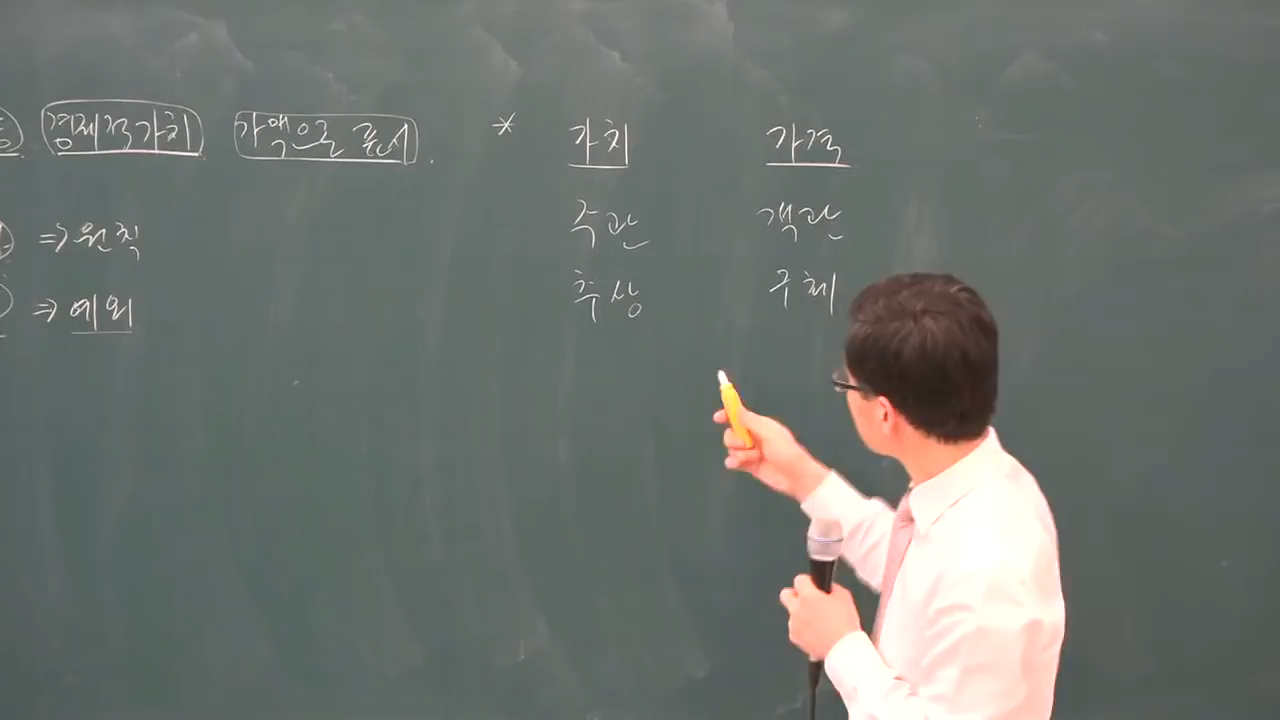 경제적가치 가액으로 표시.
⇒ 원칙
⇒ 예외
* 가치 가격
주관 객관
추상 구체